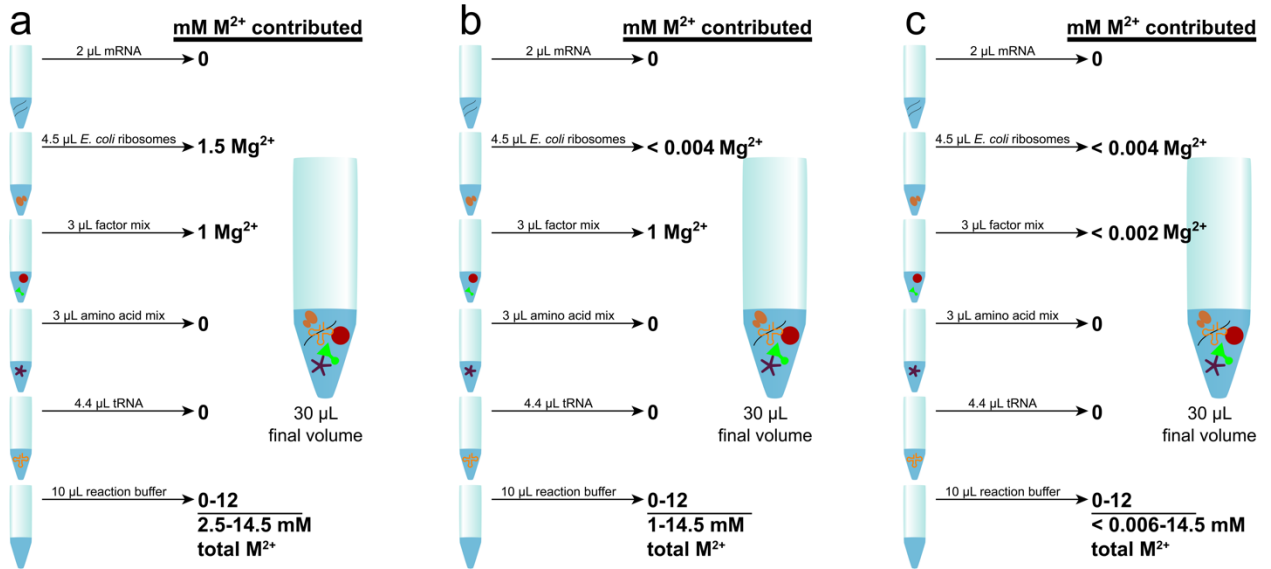 a
mM M²⁺ contributed
2 µL mRNA
0
4.5 µL E. coli ribosomes
1.5 Mg²⁺
3 µL factor mix
1 Mg²⁺
3 µL amino acid mix
0
4.4 µL tRNA
0
30 µL
final volume
10 µL reaction buffer
0-12
2.5-14.5 mM
total M²⁺
b
mM M²⁺ contributed
2 µL mRNA
0
4.5 µL E. coli ribosomes
< 0.004 Mg²⁺
3 µL factor mix
1 Mg²⁺
3 µL amino acid mix
0
4.4 µL tRNA
0
30 µL
final volume
10 µL reaction buffer
0-12
1-14.5 mM
total M²⁺
c
mM M²⁺ contributed
2 µL mRNA
0
4.5 µL E. coli ribosomes
< 0.004 Mg²⁺
3 µL factor mix
< 0.002 Mg²⁺
3 µL amino acid mix
0
4.4 µL tRNA
0
30 µL
final volume
10 µL reaction buffer
0-12
< 0.006-14.5 mM
total M²⁺